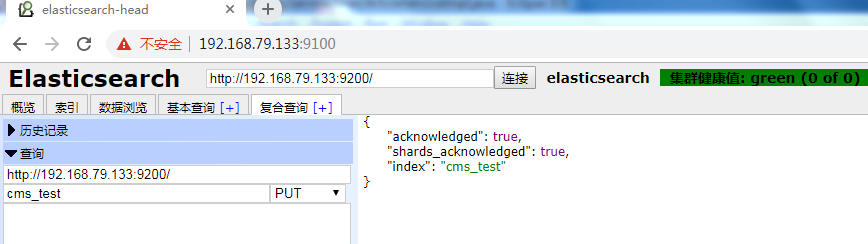 elasticsearch-head
不安全 192.168.79.133:9100
Elasticsearch http://192.168.79.133:9200/ 连接 elasticsearch 集群健康值: green (0 of 0)
概览 索引 数据浏览 基本查询 [+] 复合查询 [+]
历史记录
查询
http://192.168.79.133:9200/
cms_test PUT
{
"acknowledged": true,
"shards_acknowledged": true,
"index": "cms_test"
}